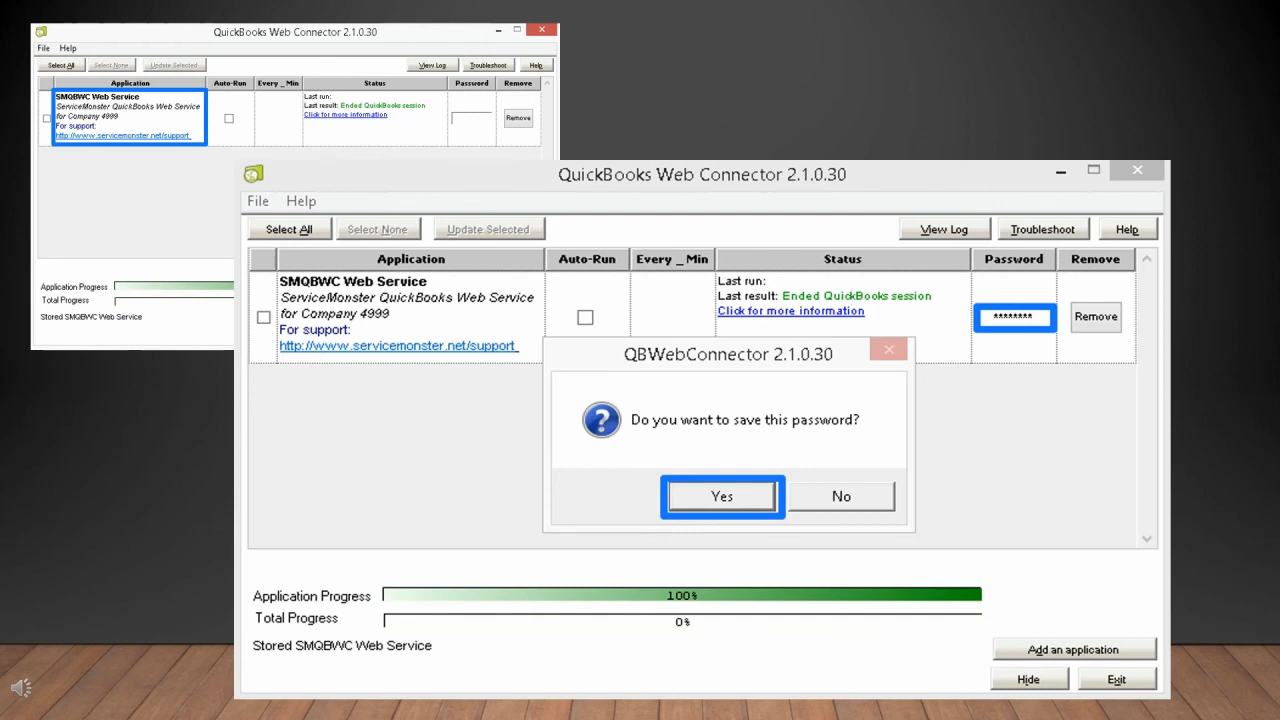 QuickBooks Web Connector 2.1.0.30
File Help
Select All Select None Update Selected View Log Troubleshoot Help
Application Auto-Run Every _ Min Status Password Remove
SMQBWC Web Service
ServiceMonster QuickBooks Web Service
for Company 4999
For support:
http://www.servicemonster.net/support
Last run:
Last result: Ended QuickBooks session
Click for more information
Remove
Application Progress
Total Progress
Stored SMQBWC Web Service
QuickBooks Web Connector 2.1.0.30
File Help
Select All Select None Update Selected View Log Troubleshoot Help
Application Auto-Run Every _ Min Status Password Remove
SMQBWC Web Service
ServiceMonster QuickBooks Web Service
for Company 4999
For support:
http://www.servicemonster.net/support
Last run:
Last result: Ended QuickBooks session
Click for more information
********
Remove
QBWebConnector 2.1.0.30
Do you want to save this password?
Yes No
Application Progress 100%
Total Progress 0%
Stored SMQBWC Web Service
Add an application
Hide Exit